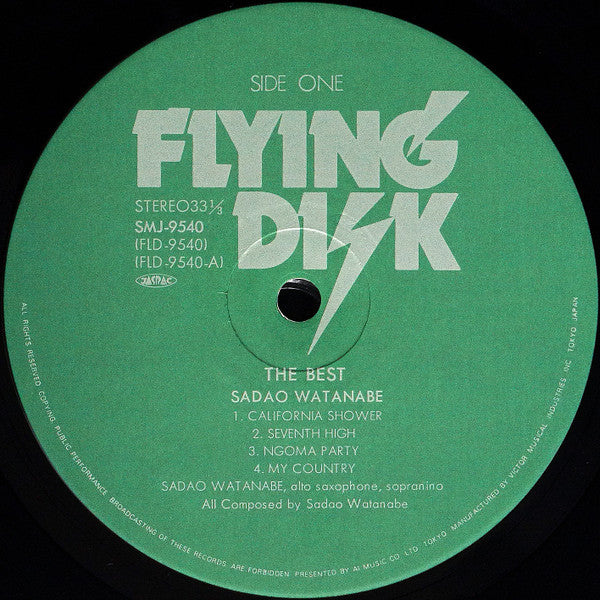 SIDE ONE
FLYING
DISK
STEREO33⅓
SMJ-9540
(FLD-9540)
(FLD-9540-A)
JASRAC
THE BEST
SADAO WATANABE
1. CALIFORNIA SHOWER
2. SEVENTH HIGH
3. NGOMA PARTY
4. MY COUNTRY
SADAO WATANABE, alto saxophone, sopranino
All Composed by Sadao Watanabe
ALL RIGHTS RESERVED COPYING, PUBLIC PERFORMANCE BROADCASTING OF THESE RECORDS ARE FORBIDDEN PRESENTED BY AI MUSIC CO. LTD. TOKYO MANUFACTURED BY VICTOR MUSICAL INDUSTRIES INC TOKYO JAPAN